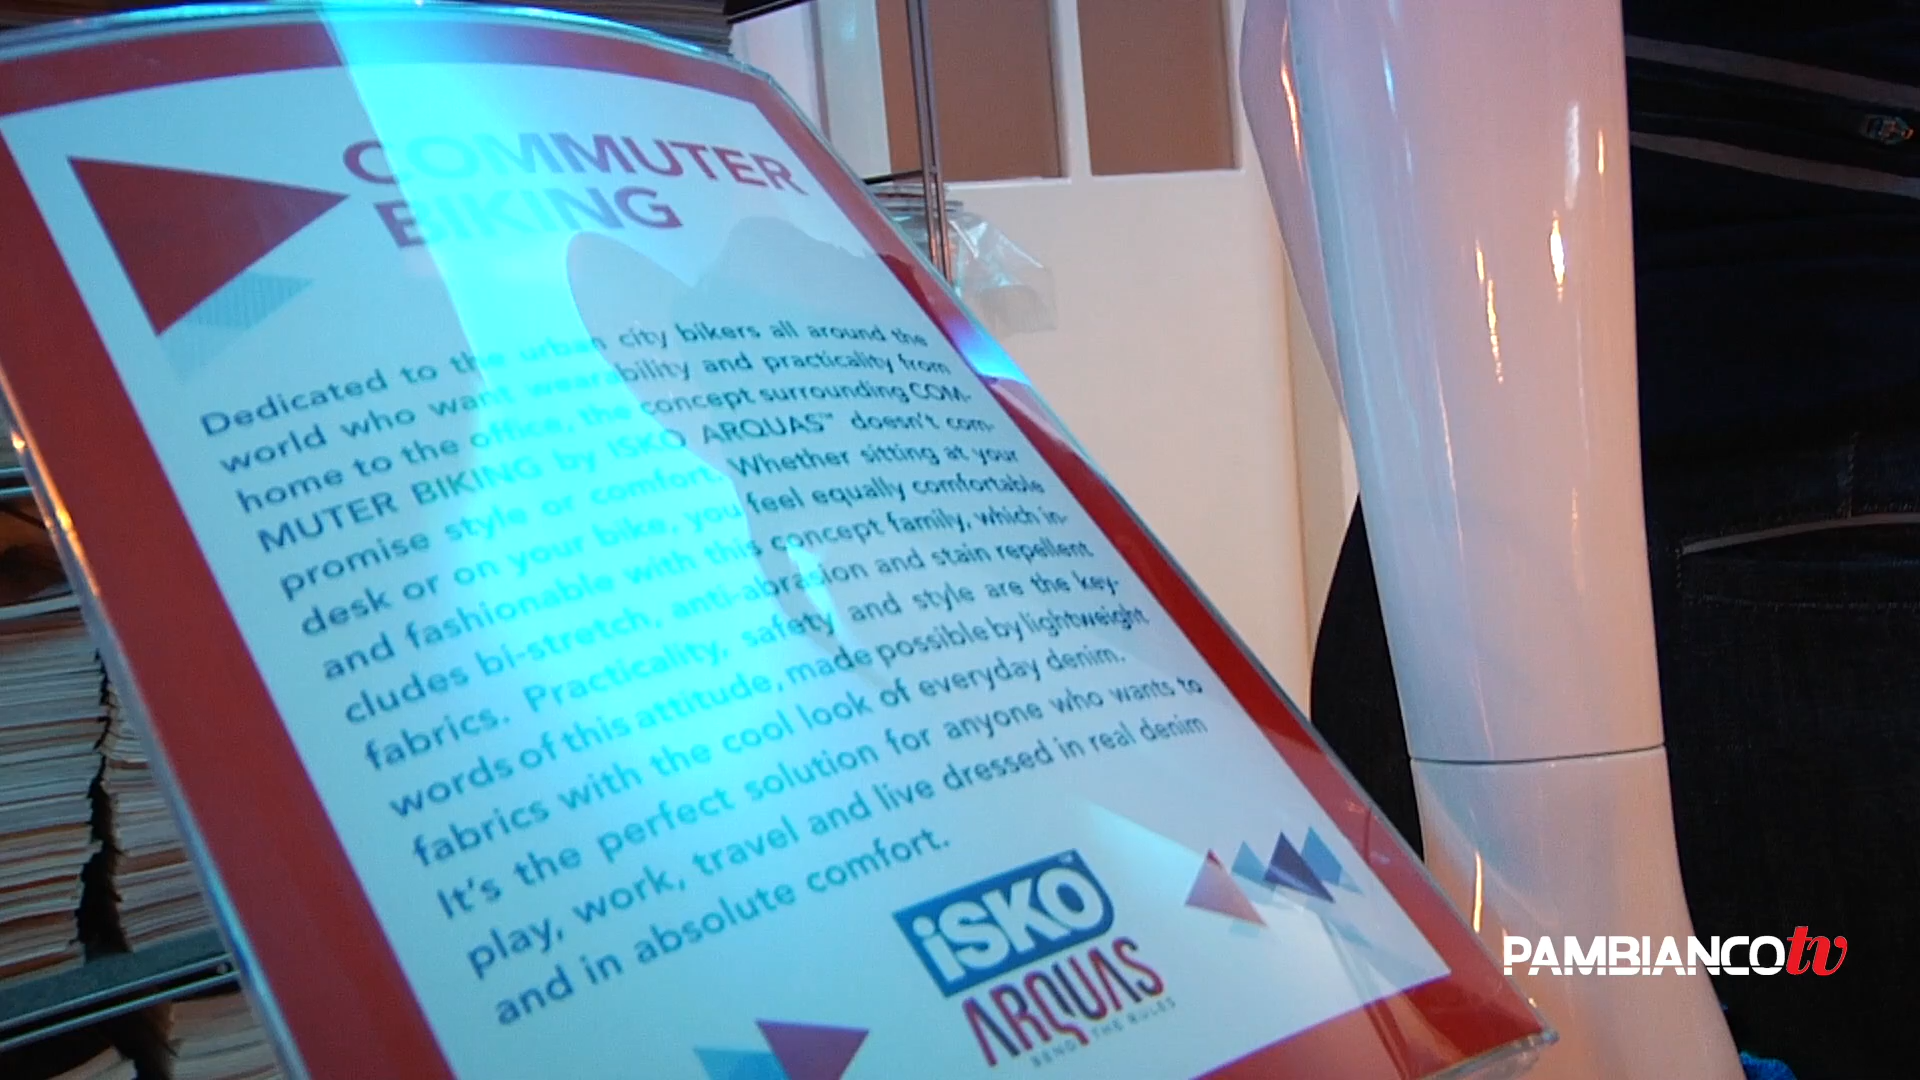 COMMUTER
BIKING
Dedicated to the urban city bikers all around the
world who want wearability and practicality from
home to the office, the concept surrounding COM-
MUTER BIKING by ISKO ARQUAS™ doesn't com-
promise style or comfort. Whether sitting at your
desk or on your bike, you feel equally comfortable
and fashionable with this concept family, which in-
cludes bi-stretch, anti-abrasion and stain repellent
fabrics. Practicality, safety and style are the key-
words of this attitude, made possible by lightweight
fabrics with the cool look of everyday denim.
It's the perfect solution for anyone who wants to
play, work, travel and live dressed in real denim
and in absolute comfort.
iSKO™
ARQUAS
BEND THE RULES
PAMBIANCOtv